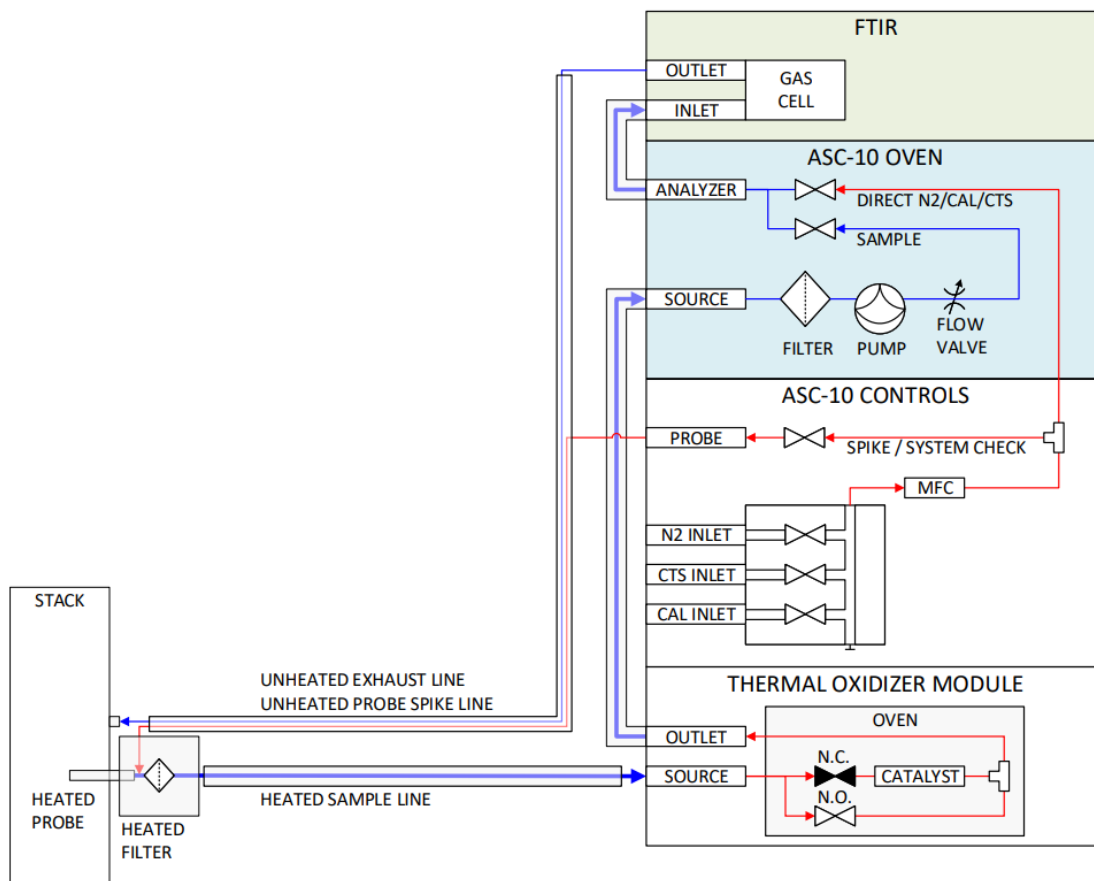 FTIR
OUTLET
GAS
CELL
INLET
ASC-10 OVEN
ANALYZER
DIRECT N2/CAL/CTS
SAMPLE
SOURCE
FILTER
PUMP
FLOW
VALVE
ASC-10 CONTROLS
PROBE
SPIKE / SYSTEM CHECK
MFC
N2 INLET
CTS INLET
CAL INLET
STACK
UNHEATED EXHAUST LINE
UNHEATED PROBE SPIKE LINE
THERMAL OXIDIZER MODULE
OVEN
OUTLET
N.C.
SOURCE
CATALYST
N.O.
HEATED
PROBE
HEATED
FILTER
HEATED SAMPLE LINE